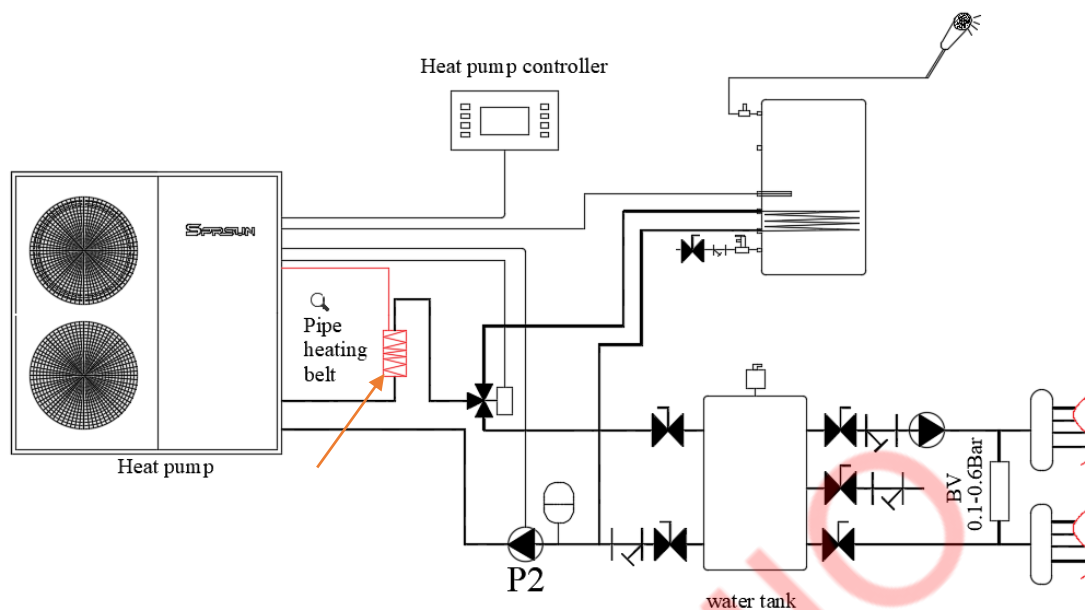 Heat pump controller
SPRSUN
Pipe
heating
belt
Heat pump
BV
0.1-0.6Bar
P2
water tank